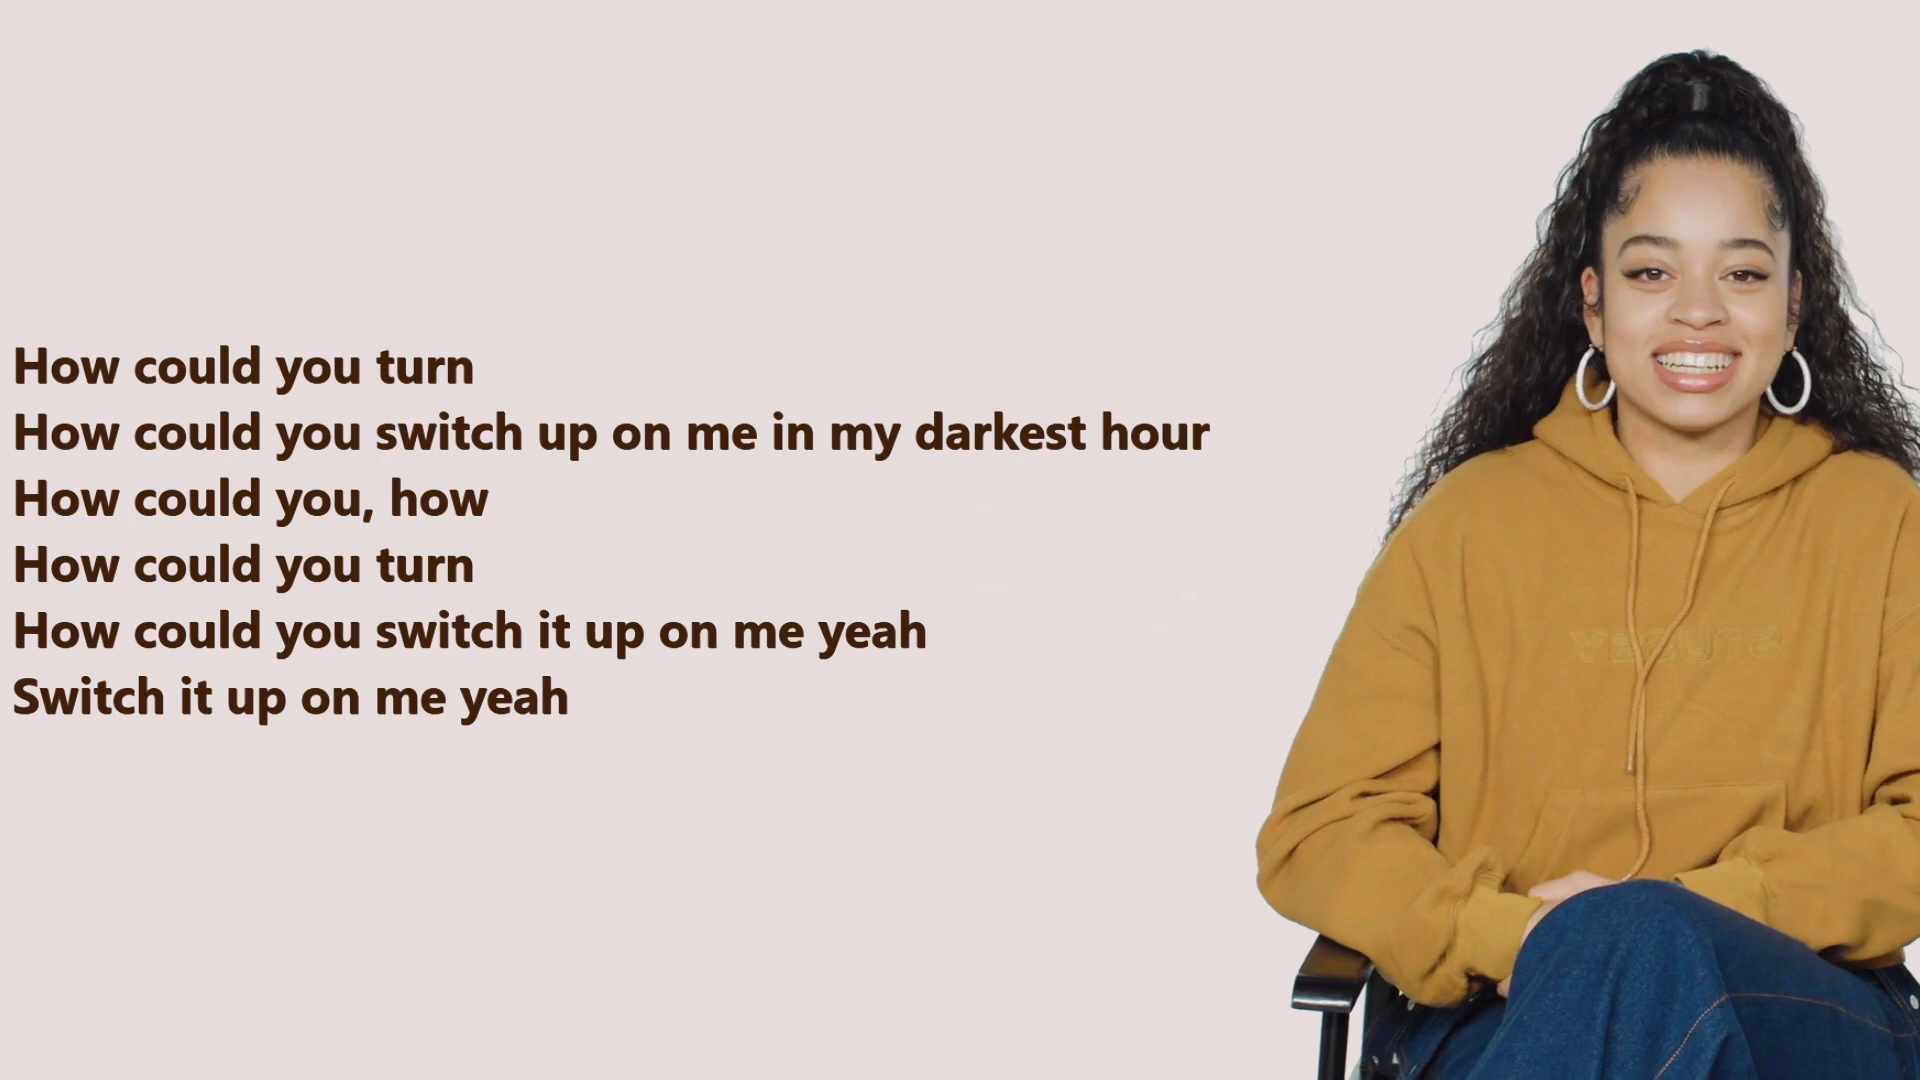 How could you turn
How could you switch up on me in my darkest hour
How could you, how
How could you turn
How could you switch it up on me yeah
Switch it up on me yeah